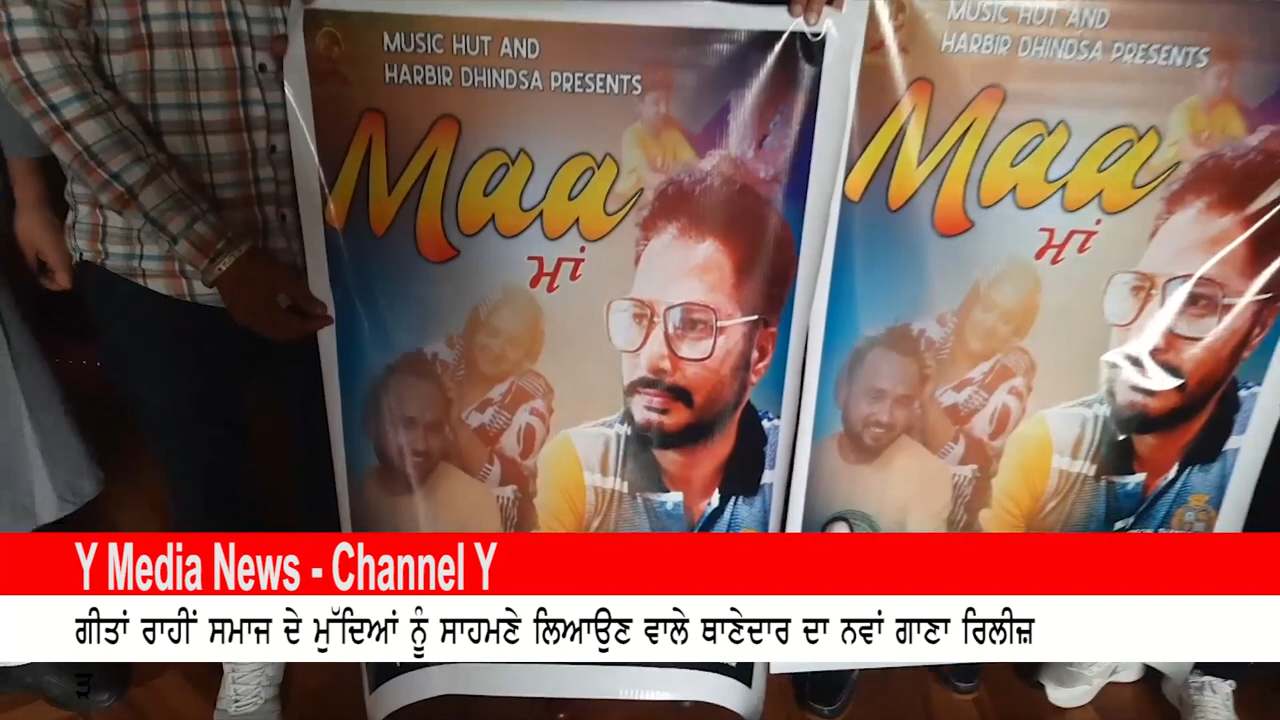 MUSIC HUT AND
HARBIR DHINDSA PRESENTS
Maa
ਮਾਂ
MUSIC HUT AND
HARBIR DHINDSA PRESENTS
Maa
ਮਾਂ
Y Media News - Channel Y
ਗੀਤਾਂ ਰਾਹੀਂ ਸਮਾਜ ਦੇ ਮੁੱਦਿਆਂ ਨੂੰ ਸਾਹਮਣੇ ਲਿਆਉਣ ਵਾਲੇ ਥਾਣੇਦਾਰ ਦਾ ਨਵਾਂ ਗਾਣਾ ਰਿਲੀਜ਼